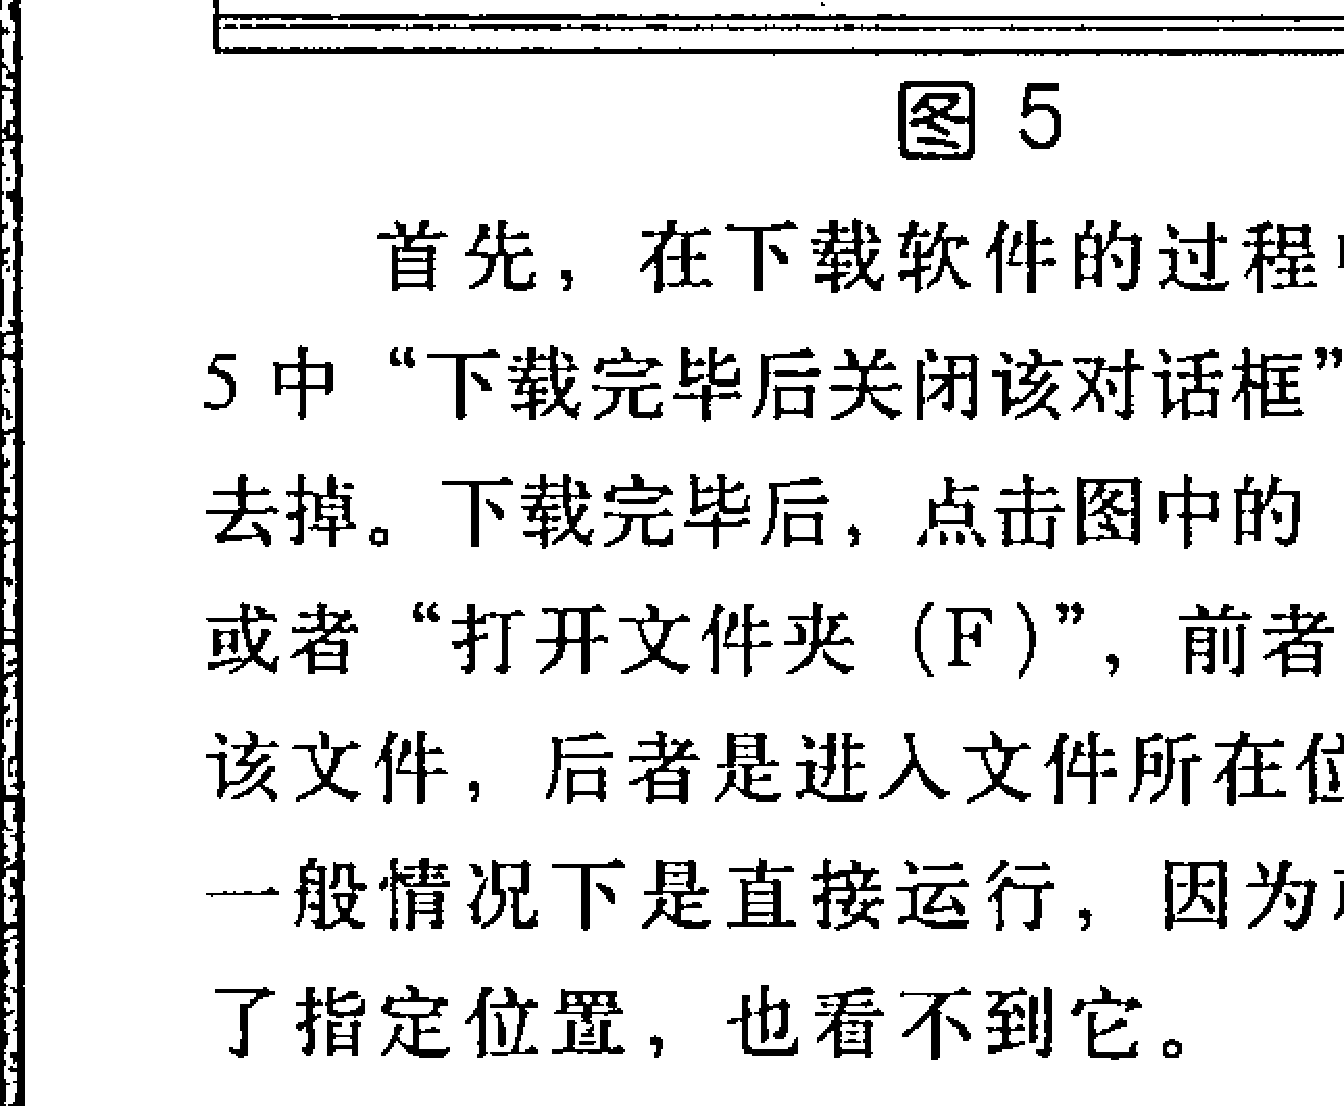 图 5
首先，在下载软件的过程
5 中“下载完毕后关闭该对话框”
去掉。下载完毕后，点击图中的
或者“打开文件夹（F）”，前者
该文件，后者是进入文件所在位
一般情况下是直接运行，因为
了指定位置，也看不到它。